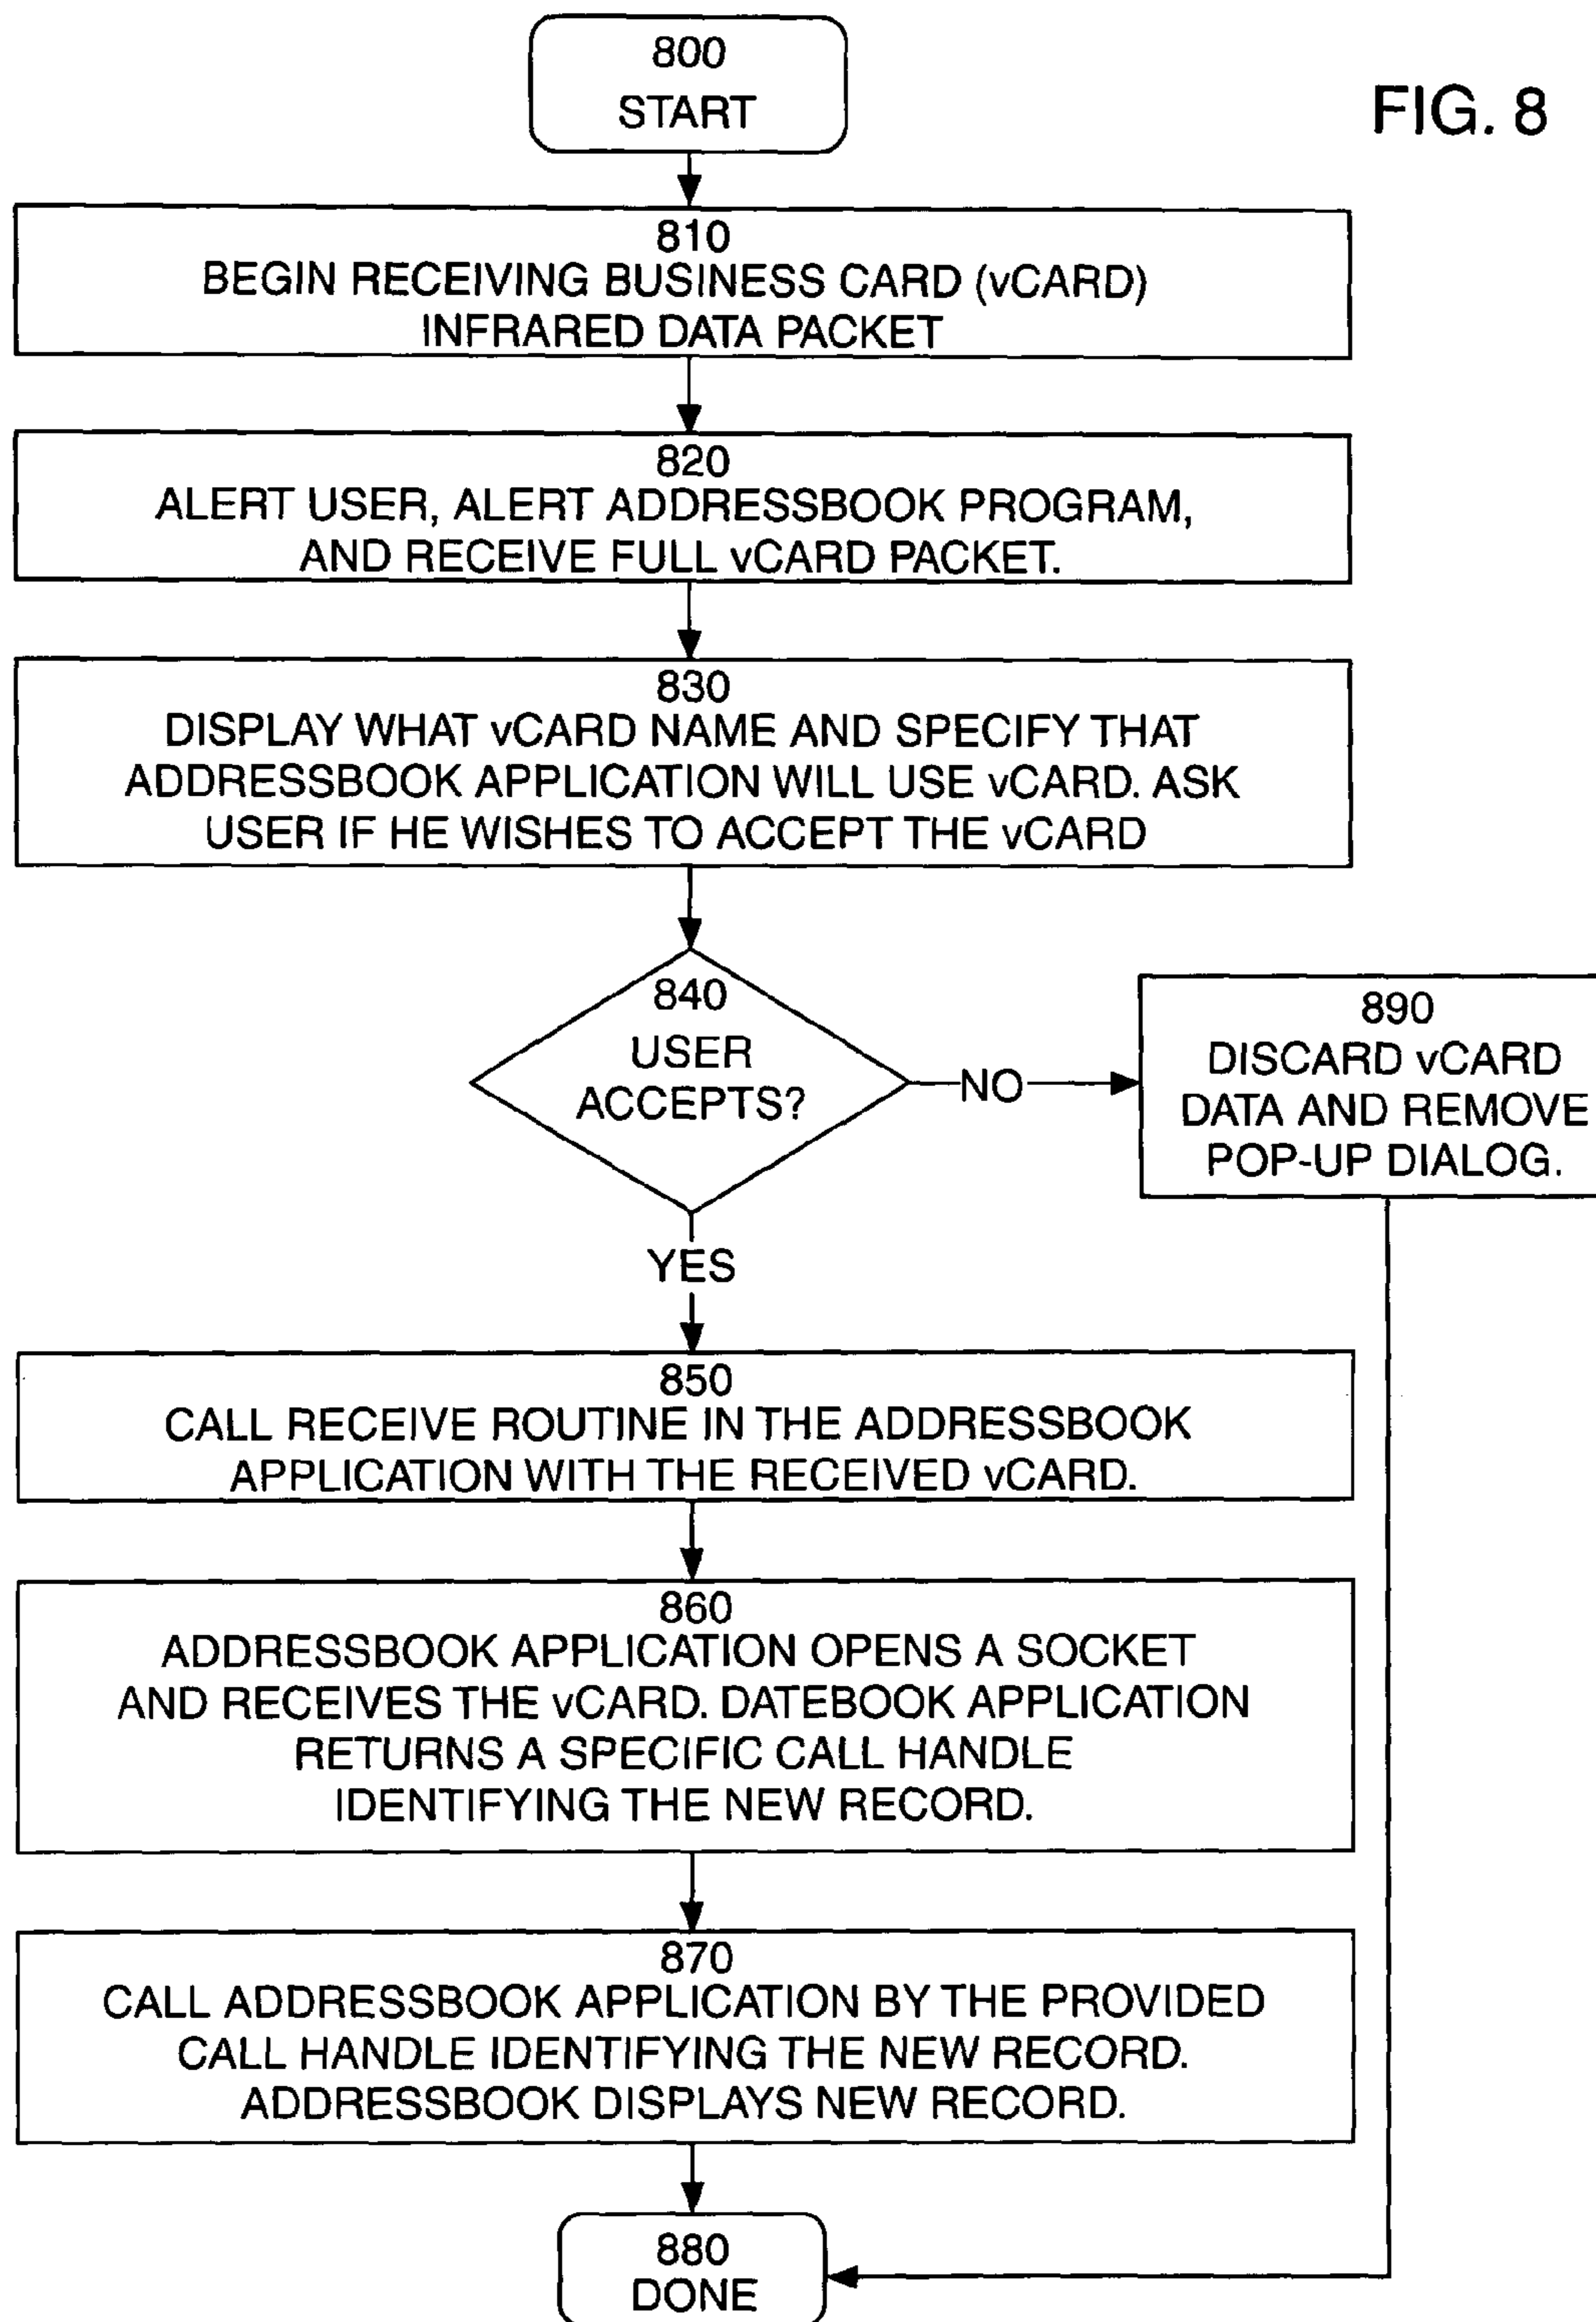 800
START
FIG. 8
810
BEGIN RECEIVING BUSINESS CARD (vCARD)
INFRARED DATA PACKET
820
ALERT USER, ALERT ADDRESSBOOK PROGRAM,
AND RECEIVE FULL vCARD PACKET.
830
DISPLAY WHAT vCARD NAME AND SPECIFY THAT
ADDRESSBOOK APPLICATION WILL USE vCARD. ASK
USER IF HE WISHES TO ACCEPT THE vCARD
840
USER
ACCEPTS?
NO
890
DISCARD vCARD
DATA AND REMOVE
POP-UP DIALOG.
YES
850
CALL RECEIVE ROUTINE IN THE ADDRESSBOOK
APPLICATION WITH THE RECEIVED vCARD.
860
ADDRESSBOOK APPLICATION OPENS A SOCKET
AND RECEIVES THE vCARD. DATEBOOK APPLICATION
RETURNS A SPECIFIC CALL HANDLE
IDENTIFYING THE NEW RECORD.
870
CALL ADDRESSBOOK APPLICATION BY THE PROVIDED
CALL HANDLE IDENTIFYING THE NEW RECORD.
ADDRESSBOOK DISPLAYS NEW RECORD.
880
DONE